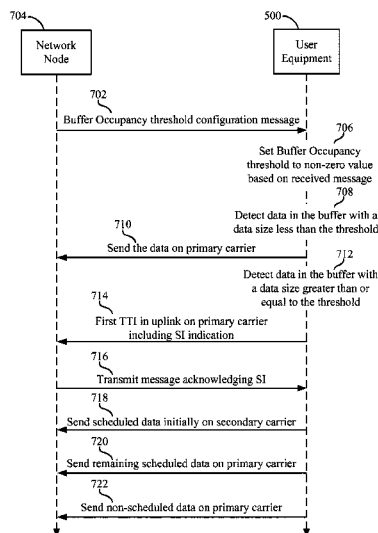 704
500
Network
Node
User
Equipment
702
Buffer Occupancy threshold configuration message
706
Set Buffer Occupancy
threshold to non-zero value
based on received message
708
Detect data in the buffer with a
data size less than the threshold
710
Send the data on primary carrier
712
Detect data in the buffer with
a data size greater than or
equal to the threshold
714
First TTI in uplink on primary carrier
including SI indication
716
Transmit message acknowledging SI
718
Send scheduled data initially on secondary carrier
720
Send remaining scheduled data on primary carrier
722
Send non-scheduled data on primary carrier